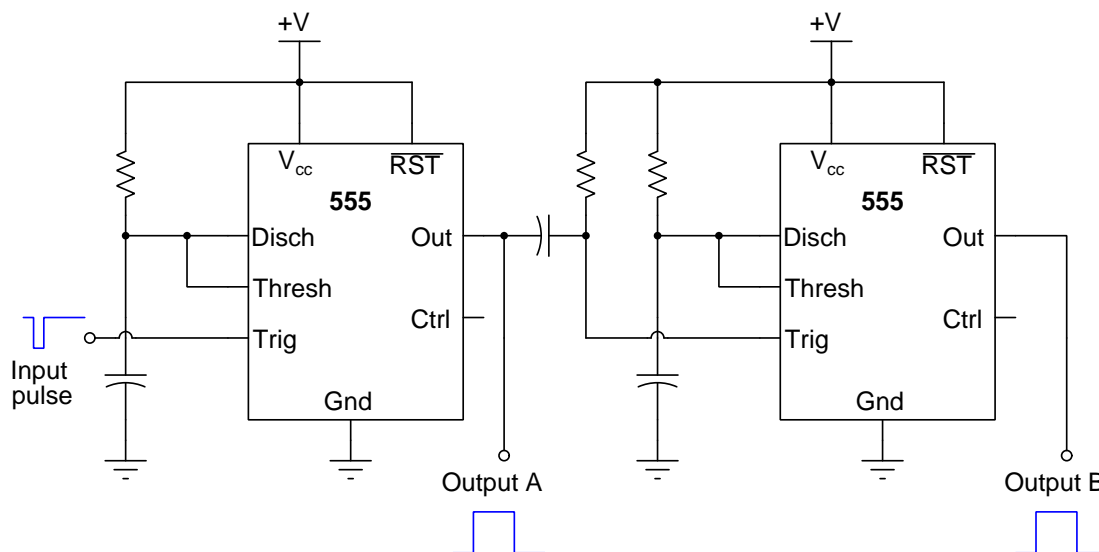 +V
+V
Vcc
RST
555
Disch
Out
Thresh
Ctrl
Trig
Gnd
Input
pulse
Output A
Vcc
RST
555
Disch
Out
Thresh
Ctrl
Trig
Gnd
Output B